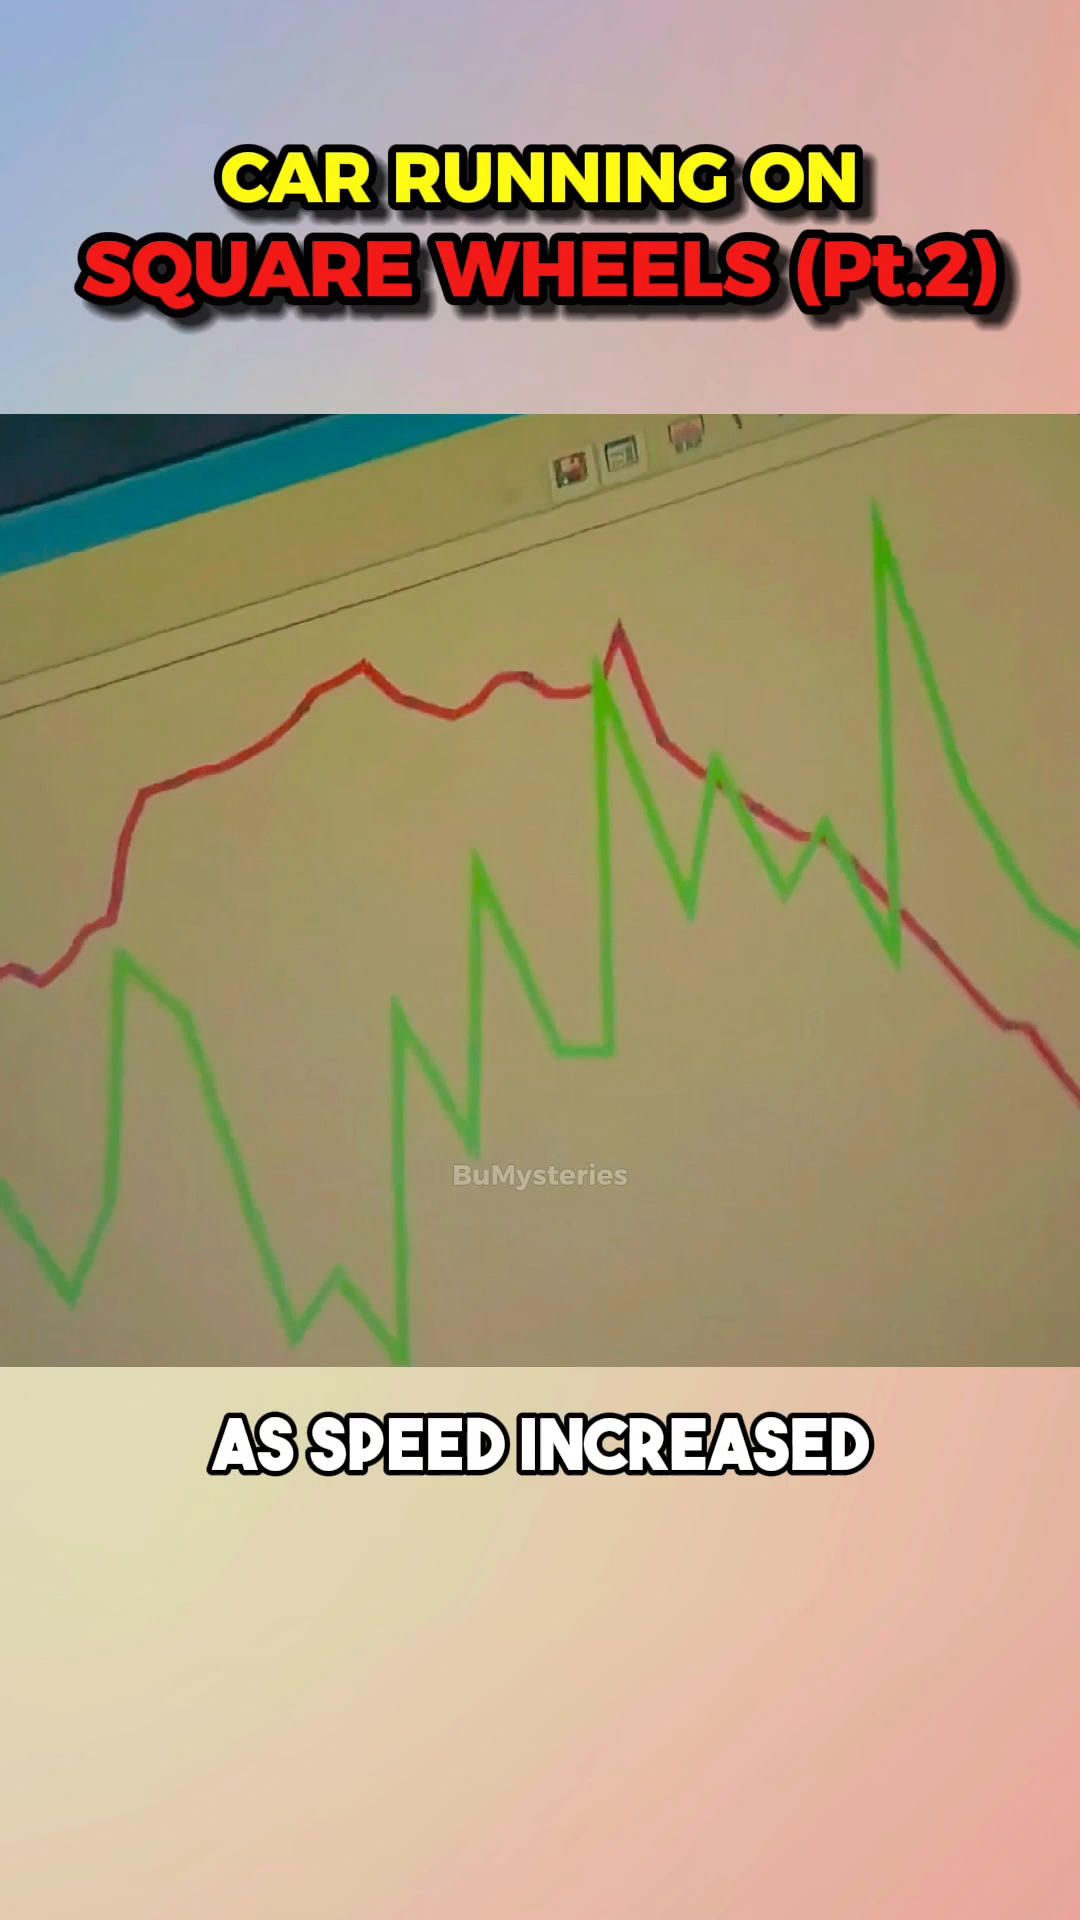 CAR RUNNING ON
SQUARE WHEELS (Pt.2)
BuMysteries
AS SPEED INCREASED